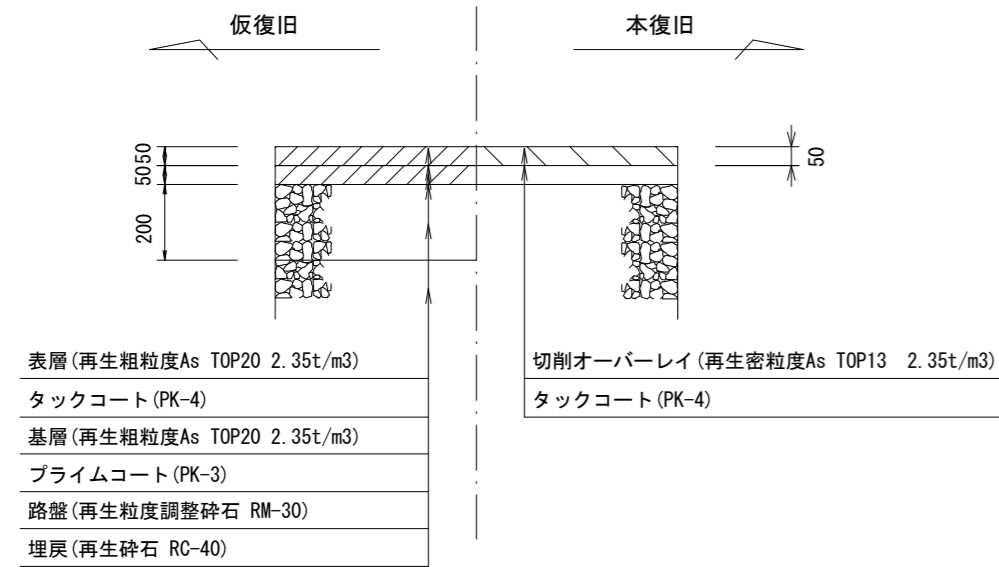 仮復旧
本復旧
50
50
200
50
表層(再生粗粒度As TOP20 2.35t/m3)
タックコート(PK-4)
基層(再生粗粒度As TOP20 2.35t/m3)
プライムコート(PK-3)
路盤(再生粒度調整砕石 RM-30)
埋戻(再生砕石 RC-40)
切削オーバーレイ(再生密粒度As TOP13 2.35t/m3)
タックコート(PK-4)